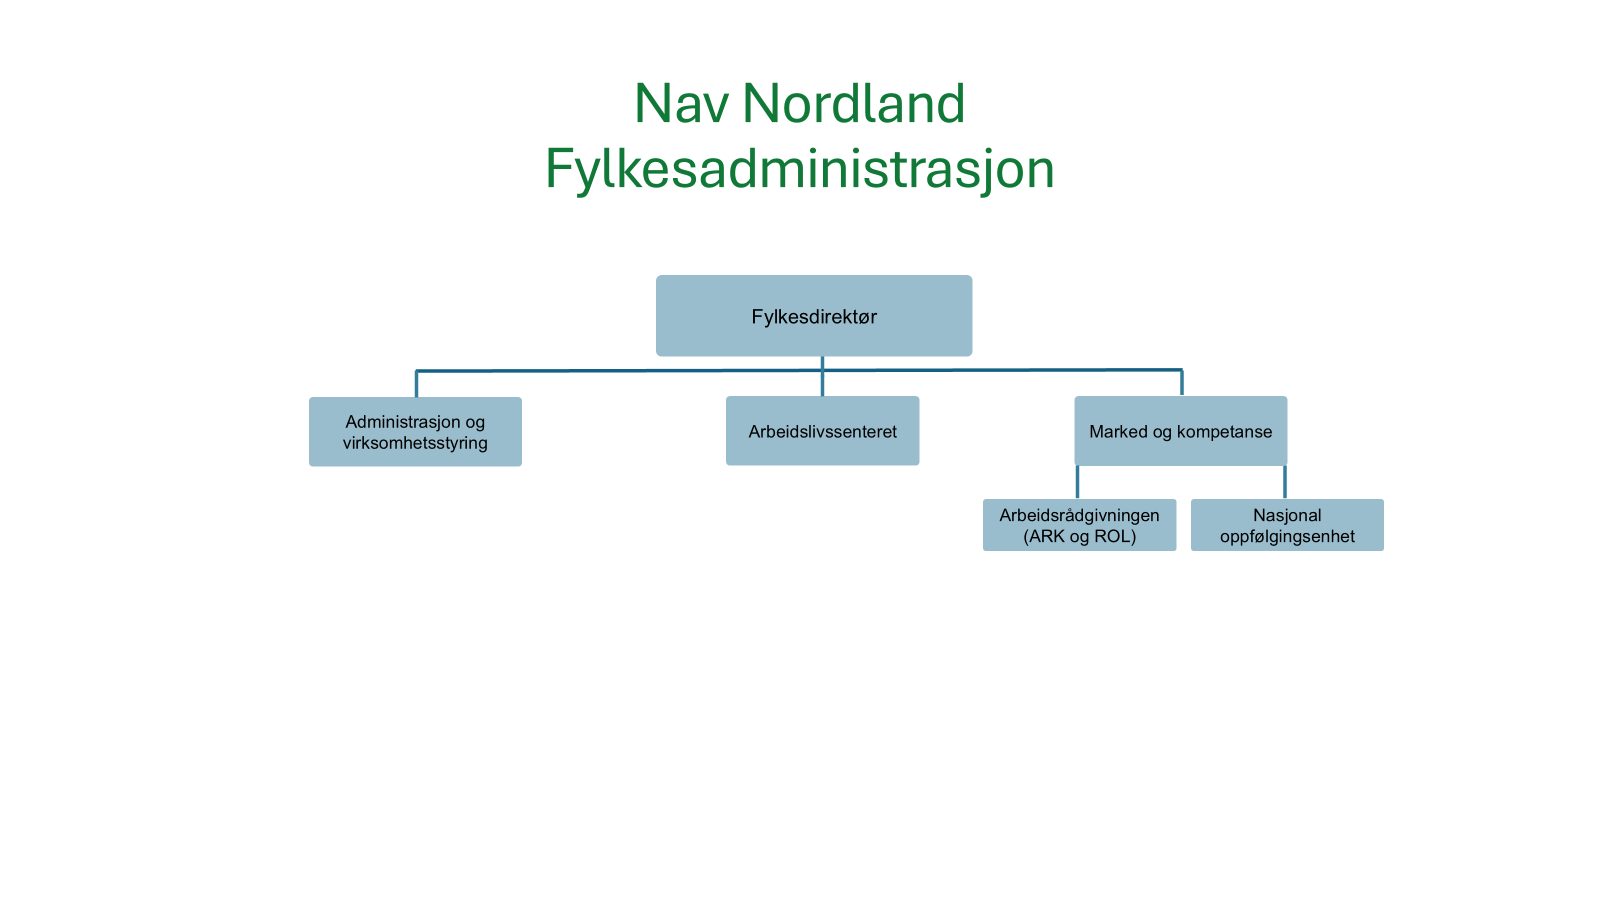 Nav Nordland
Fylkesadministrasjon
Fylkesdirektør
Administrasjon og
virksomhetsstyring
Arbeidslivssenteret
Marked og kompetanse
Arbeidsrådgivningen
(ARK og ROL)
Nasjonal
oppfølgingsenhet